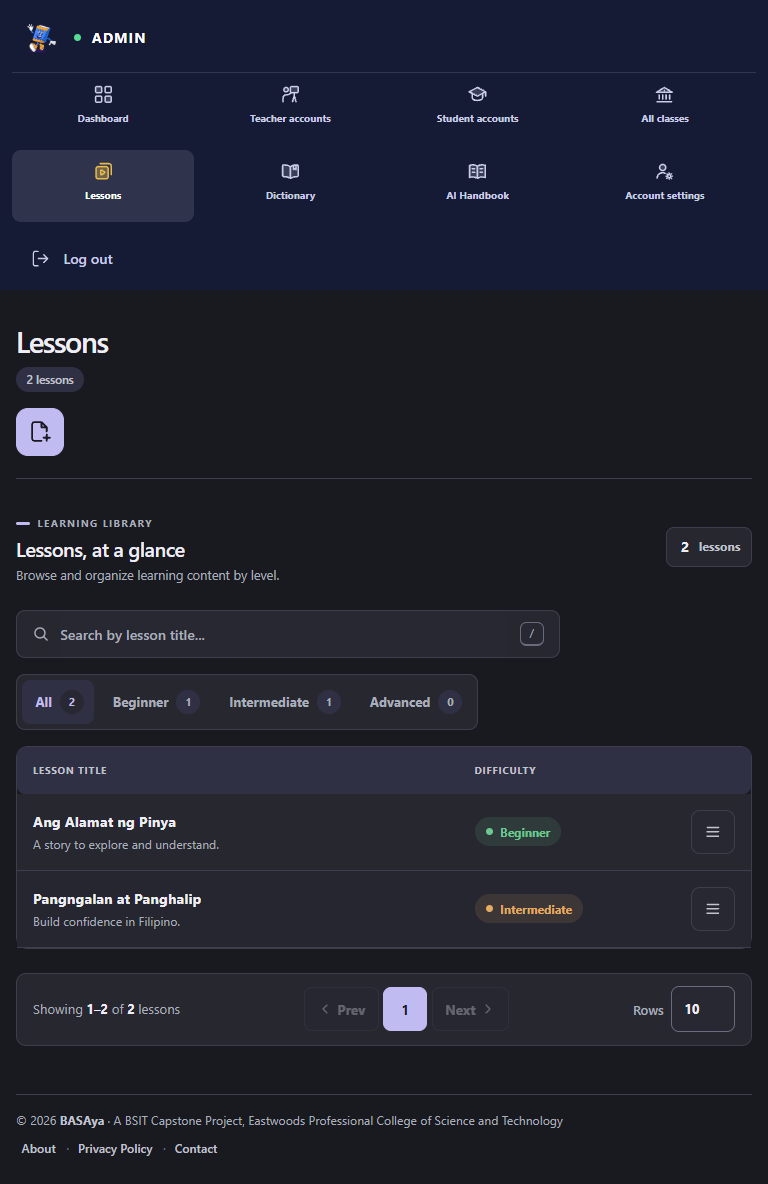 ADMIN
Dashboard
Teacher accounts
Student accounts
All classes
Lessons
Dictionary
AI Handbook
Account settings
Log out
Lessons
2 lessons
LEARNING LIBRARY
Lessons, at a glance
Browse and organize learning content by level.
2 lessons
Search by lesson title...
/
All 2
Beginner 1
Intermediate 1
Advanced 0
LESSON TITLE
DIFFICULTY
Ang Alamat ng Pinya
A story to explore and understand.
Beginner
Pangngalan at Panghalip
Build confidence in Filipino.
Intermediate
Showing 1–2 of 2 lessons
Prev
1
Next
Rows
10
© 2026 BASAya · A BSIT Capstone Project, Eastwoods Professional College of Science and Technology
About · Privacy Policy · Contact